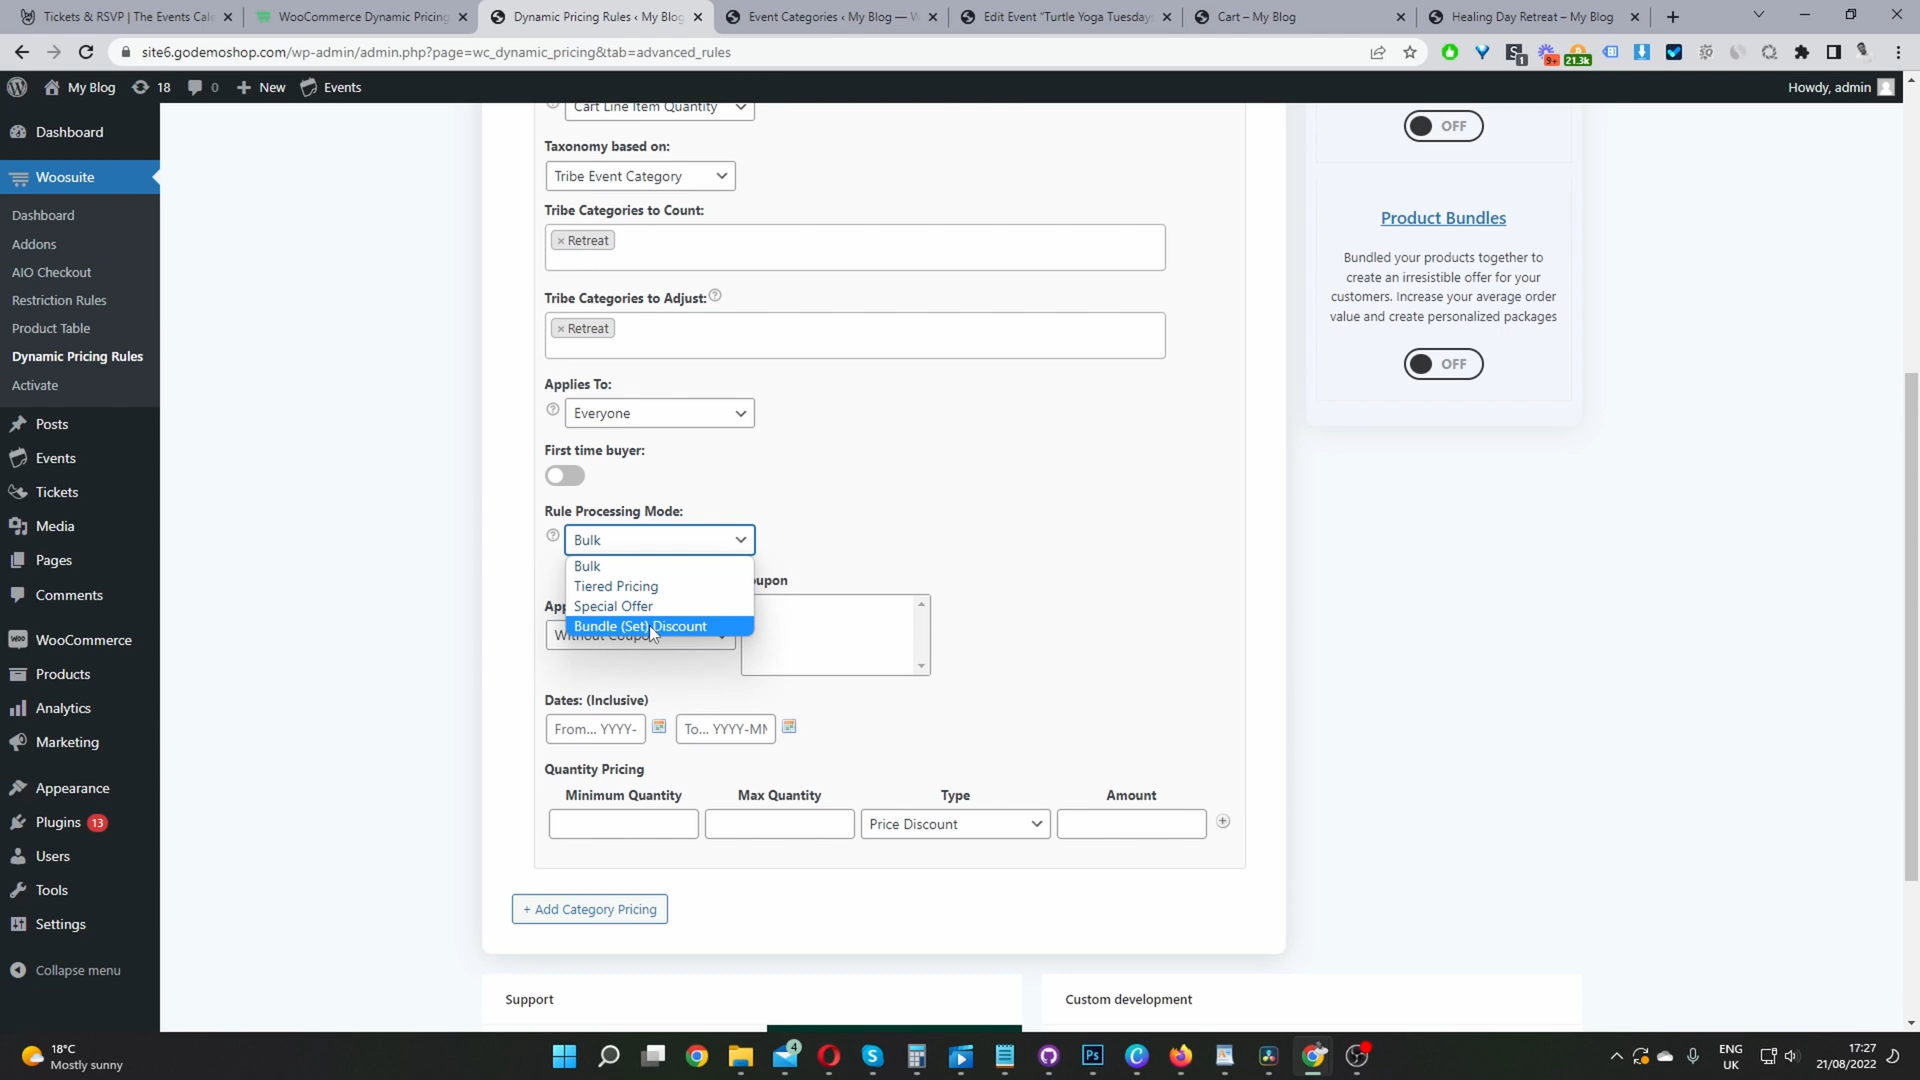 Tickets & RSVP | The Events Cale
WooCommerce Dynamic Pricing
Dynamic Pricing Rules ‹ My Blog
Event Categories ‹ My Blog — W
Edit Event "Turtle Yoga Tuesdays
Cart – My Blog
Healing Day Retreat – My Blog
site6.godemoshop.com/wp-admin/admin.php?page=wc_dynamic_pricing&tab=advanced_rules
1
9+
21.3k
My Blog
18
0
New
Events
Howdy, admin
Dashboard
Woosuite
Dashboard
Addons
AIO Checkout
Restriction Rules
Product Table
Dynamic Pricing Rules
Activate
Posts
Events
Tickets
Media
Pages
Comments
WooCommerce
Products
Analytics
Marketing
Appearance
Plugins 13
Users
Tools
Settings
Collapse menu
Cart Line Item Quantity
Taxonomy based on:
Tribe Event Category
Tribe Categories to Count:
× Retreat
Tribe Categories to Adjust:
× Retreat
Applies To:
Everyone
First time buyer:
Rule Processing Mode:
Bulk
Bulk
Tiered Pricing
Special Offer
Bundle (Set) Discount
Dates: (Inclusive)
From... YYYY-
To... YYYY-MM
Quantity Pricing
Minimum Quantity
Max Quantity
Type
Amount
Price Discount
+ Add Category Pricing
OFF
Product Bundles
Bundled your products together to
create an irresistible offer for your
customers. Increase your average order
value and create personalized packages
OFF
Support
Custom development
18°C
Mostly sunny
4
Ps
ENG
UK
17:27
21/08/2022